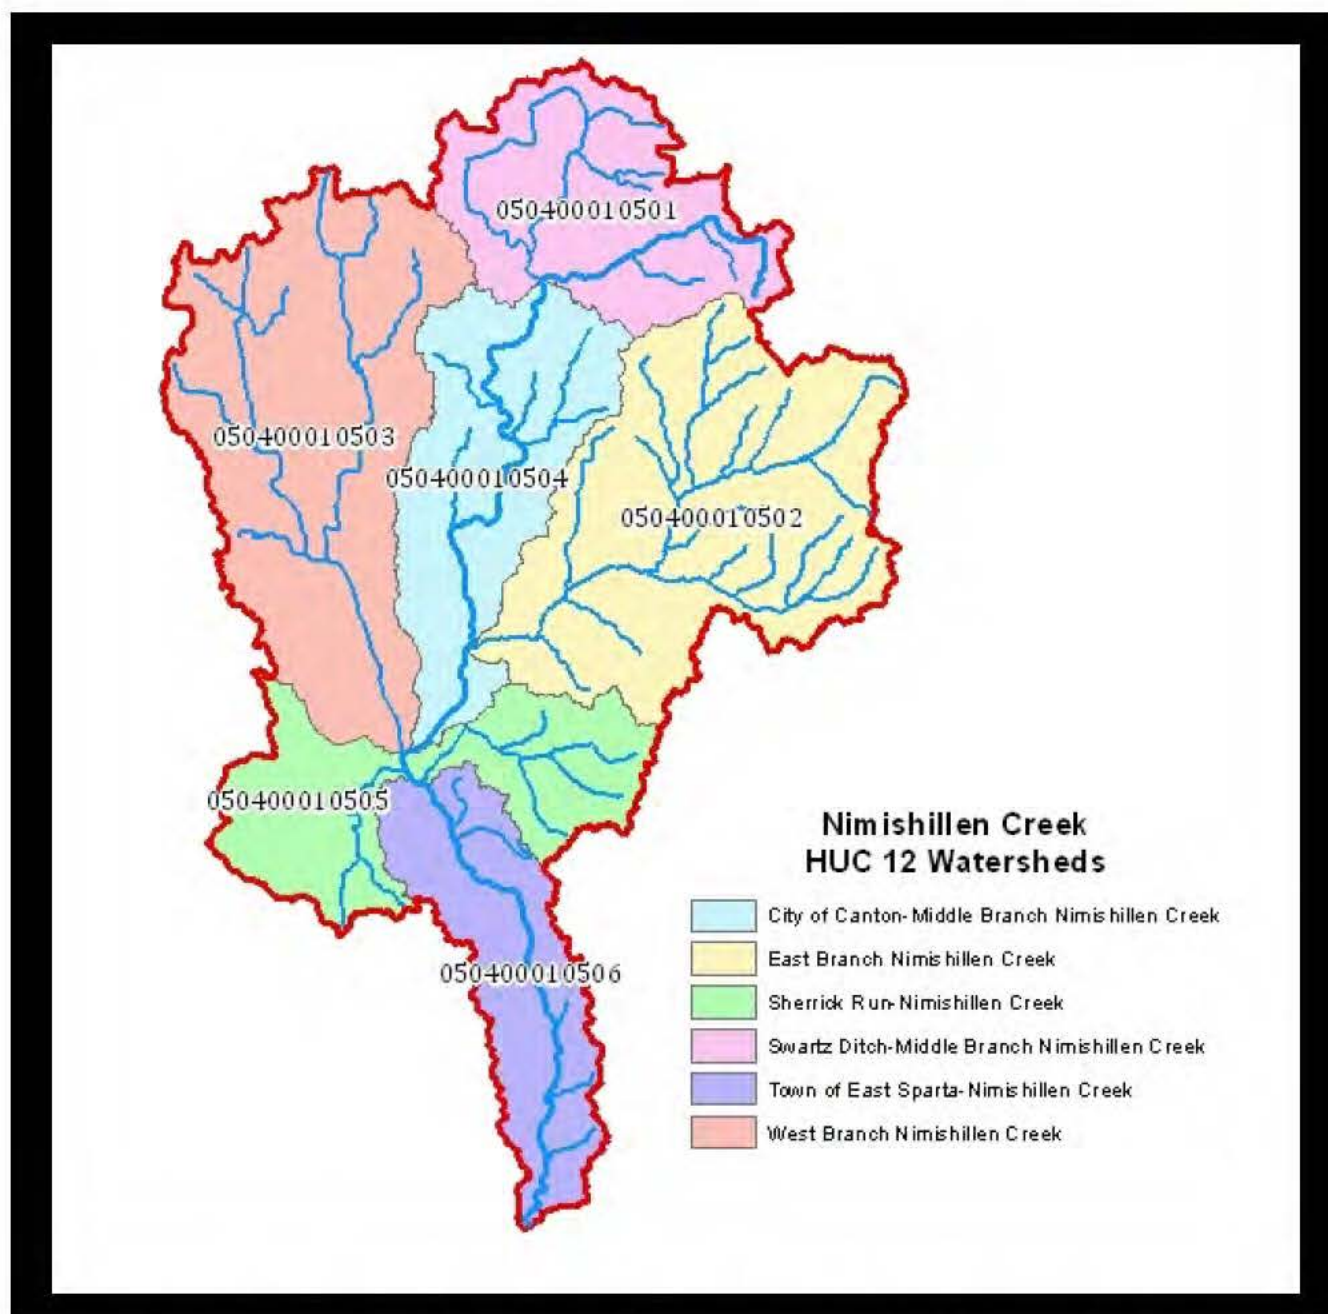 050400010501
050400010503
050400010504
050400010502
050400010505
050400010506
Nimishillen Creek
HUC 12 Watersheds
City of Canton-Middle Branch Nimishillen Creek
East Branch Nimishillen Creek
Sherrick Run-Nimishillen Creek
Swartz Ditch-Middle Branch Nimishillen Creek
Town of East Sparta-Nimishillen Creek
West Branch Nimishillen Creek